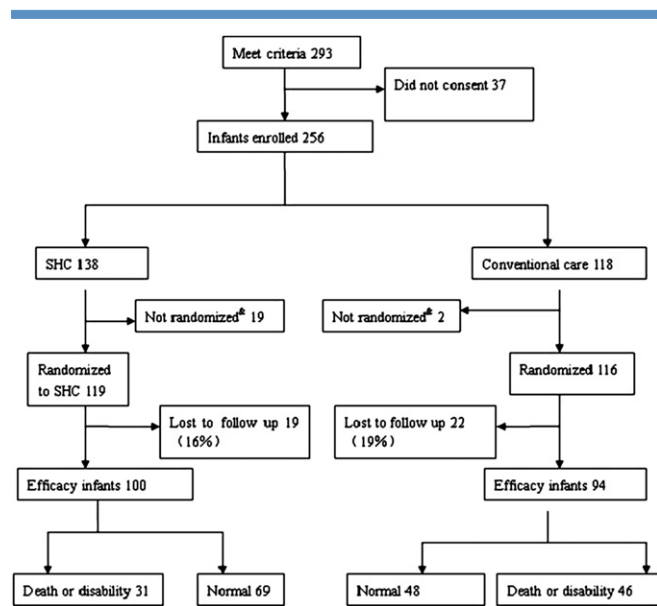 Meet criteria 293
Did not consent 37
Infants enrolled 256
SHC 138
Conventional care 118
Not randomized& 19
Not randomized& 2
Randomized
to SHC 119
Randomized 116
Lost to follow up 19
(16%)
Lost to follow up 22
(19%)
Efficacy infants 100
Efficacy infants 94
Death or disability 31
Normal 69
Normal 48
Death or disability 46